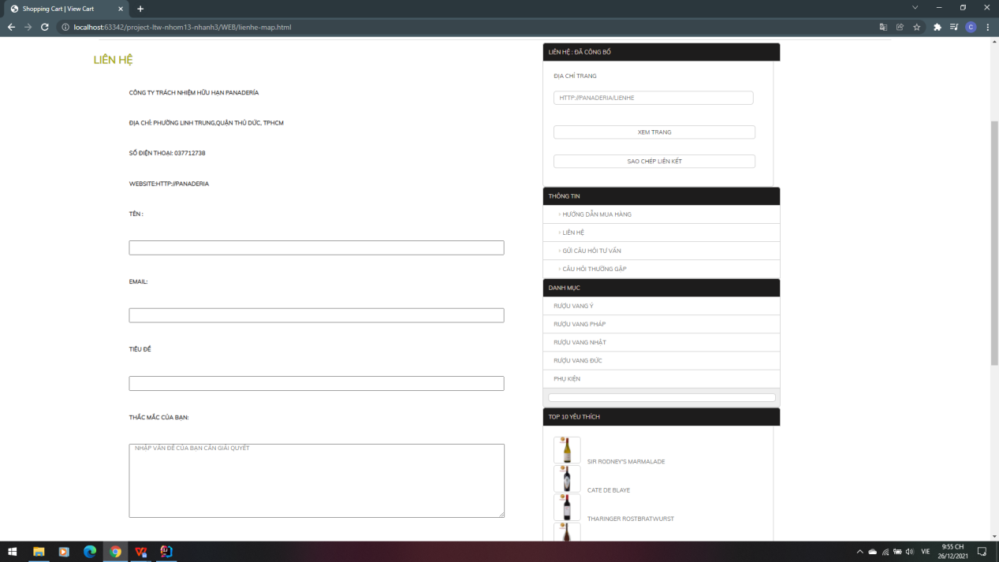 Shopping Cart | View Cart
localhost:63342/project-ltw-nhom13-nhanh3/WEB/lienhe-map.html
C
LIÊN HỆ
CÔNG TY TRÁCH NHIỆM HỮU HẠN PANADERÍA
ĐỊA CHỈ: PHƯỜNG LINH TRUNG,QUẬN THỦ DỨC, TPHCM
SỐ ĐIỆN THOẠI: 037712738
WEBSITE:HTTP://PANADERIA
TÊN :
EMAIL:
TIÊU ĐỀ
THẮC MẮC CỦA BẠN:
NHẬP VẤN ĐỀ CỦA BẠN CẦN GIẢI QUYẾT
LIÊN HỆ : ĐÃ CÔNG BỐ
ĐỊA CHỈ TRANG
HTTP://PANADERIA/LIENHE
XEM TRANG
SAO CHÉP LIÊN KẾT
THÔNG TIN
HƯỚNG DẪN MUA HÀNG
LIÊN HỆ
GỬI CÂU HỎI TƯ VẤN
CÂU HỎI THƯỜNG GẶP
DANH MỤC
RƯỢU VANG Ý
RƯỢU VANG PHÁP
RƯỢU VANG NHẬT
RƯỢU VANG ĐỨC
PHỤ KIỆN
TOP 10 YÊU THÍCH
SIR RODNEY'S MARMALADE
CATE DE BLAYE
THARINGER ROSTBRATWURST
VIE
9:55 CH
26/12/2021